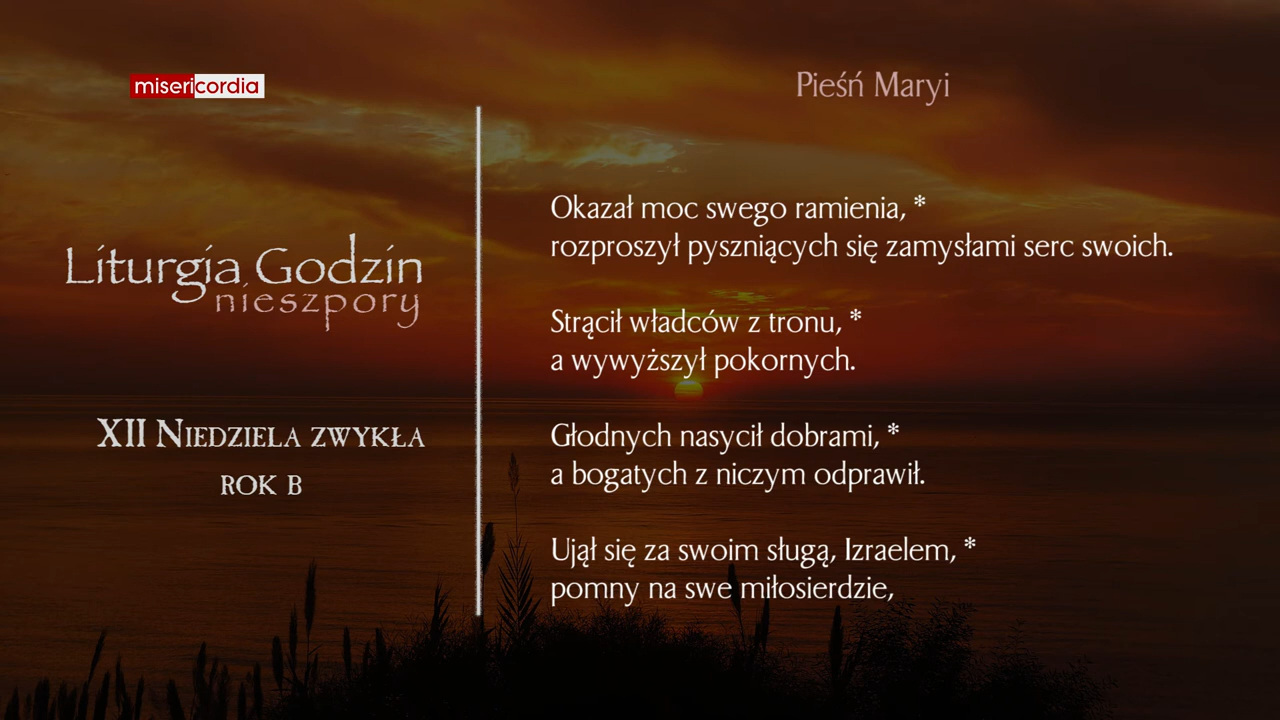 misericordia
Liturgia Godzin
nieszpory
XII Niedziela zwykła
rok B
Pieśń Maryi
Okazał moc swego ramienia, *
rozproszył pyszniących się zamysłami serc swoich.
Strącił władców z tronu, *
a wywyższył pokornych.
Głodnych nasycił dobrami, *
a bogatych z niczym odprawił.
Ujął się za swoim sługą, Izraelem, *
pomny na swe miłosierdzie,